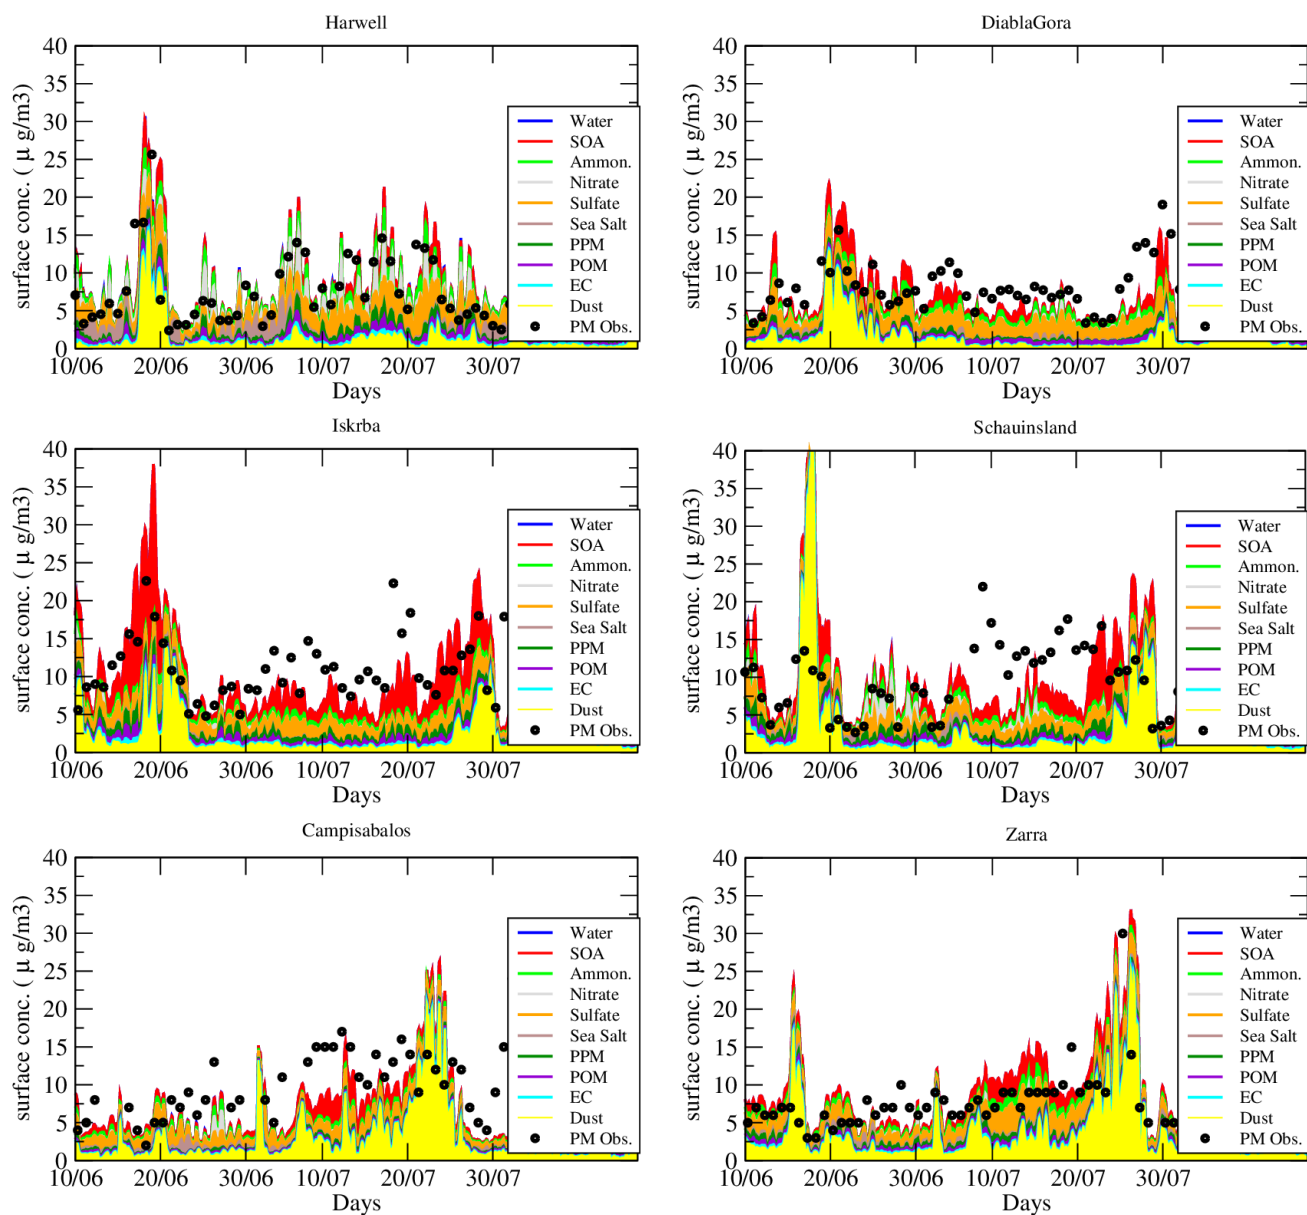 Harwell
surface conc. ( μ g/m3)
40
35
30
25
20
15
10
5
0
10/06 20/06 30/06 10/07 20/07 30/07
Days
Water
SOA
Ammon.
Nitrate
Sulfate
Sea Salt
PPM
POM
EC
Dust
PM Obs.
DiablaGora
surface conc. ( μ g/m3)
40
35
30
25
20
15
10
5
0
10/06 20/06 30/06 10/07 20/07 30/07
Days
Water
SOA
Ammon.
Nitrate
Sulfate
Sea Salt
PPM
POM
EC
Dust
PM Obs.
Iskrba
surface conc. ( μ g/m3)
40
35
30
25
20
15
10
5
0
10/06 20/06 30/06 10/07 20/07 30/07
Days
Water
SOA
Ammon.
Nitrate
Sulfate
Sea Salt
PPM
POM
EC
Dust
PM Obs.
Schauinsland
surface conc. ( μ g/m3)
40
35
30
25
20
15
10
5
0
10/06 20/06 30/06 10/07 20/07 30/07
Days
Water
SOA
Ammon.
Nitrate
Sulfate
Sea Salt
PPM
POM
EC
Dust
PM Obs.
Campisabalos
surface conc. ( μ g/m3)
40
35
30
25
20
15
10
5
0
10/06 20/06 30/06 10/07 20/07 30/07
Days
Water
SOA
Ammon.
Nitrate
Sulfate
Sea Salt
PPM
POM
EC
Dust
PM Obs.
Zarra
surface conc. ( μ g/m3)
40
35
30
25
20
15
10
5
0
10/06 20/06 30/06 10/07 20/07 30/07
Days
Water
SOA
Ammon.
Nitrate
Sulfate
Sea Salt
PPM
POM
EC
Dust
PM Obs.